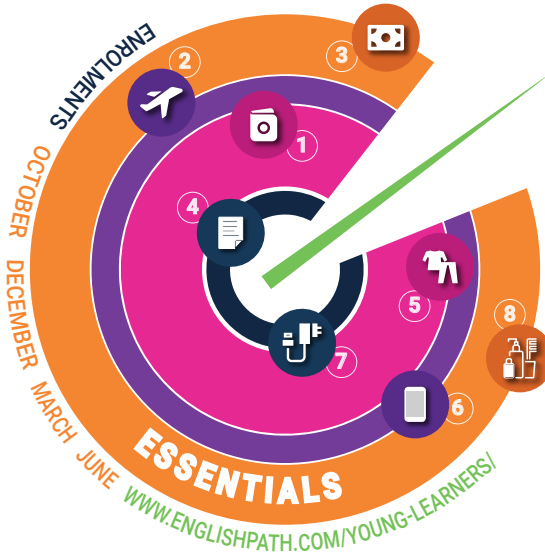 ENROLMENTS
OCTOBER DECEMBER MARCH JUNE
WWW.ENGLISHPATH.COM/YOUNG-LEARNERS/
ESSENTIALS
1
2
3
4
5
6
7
8